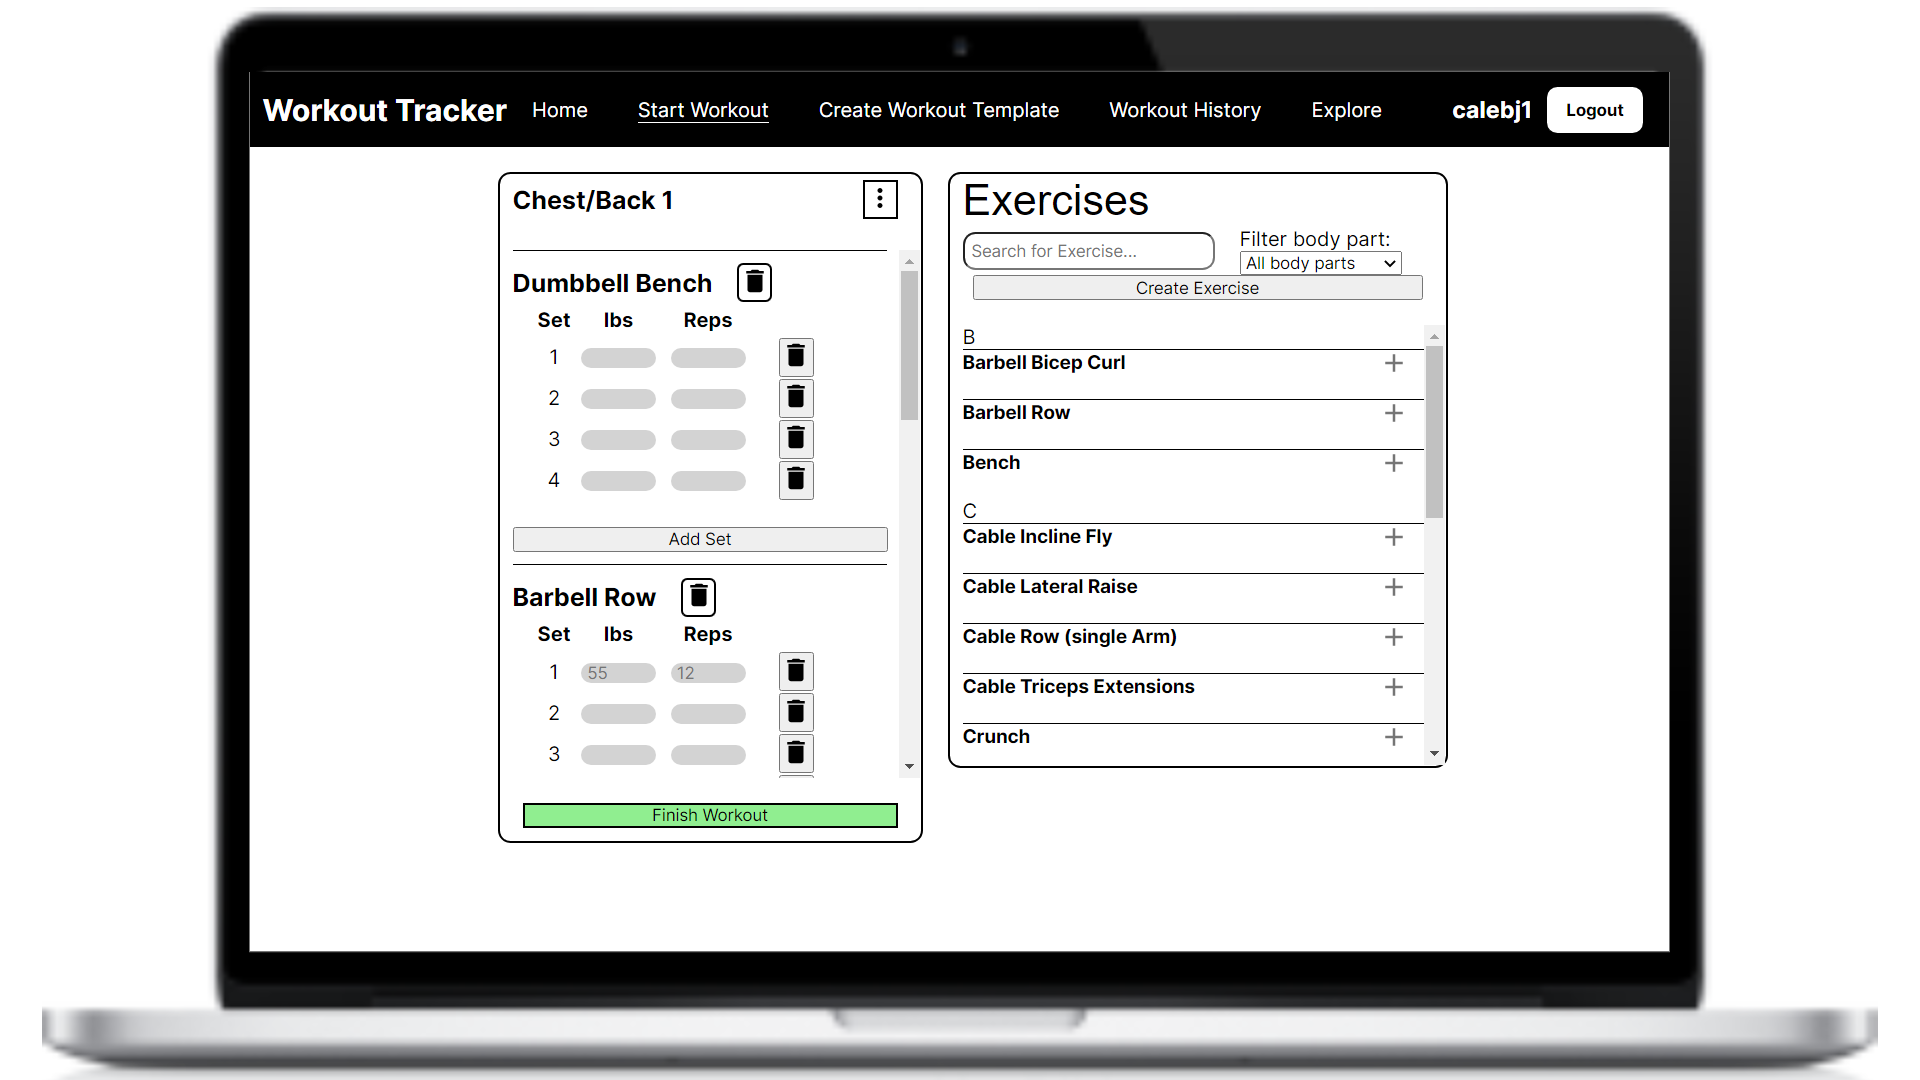 Workout Tracker Home Start Workout Create Workout Template Workout History Explore calebj1 Logout
Chest/Back 1
Dumbbell Bench
Set lbs Reps
1
2
3
4
Add Set
Barbell Row
Set lbs Reps
1 55 12
2
3
Finish Workout
Exercises
Search for Exercise...
Filter body part:
All body parts
Create Exercise
B
Barbell Bicep Curl
Barbell Row
Bench
C
Cable Incline Fly
Cable Lateral Raise
Cable Row (single Arm)
Cable Triceps Extensions
Crunch